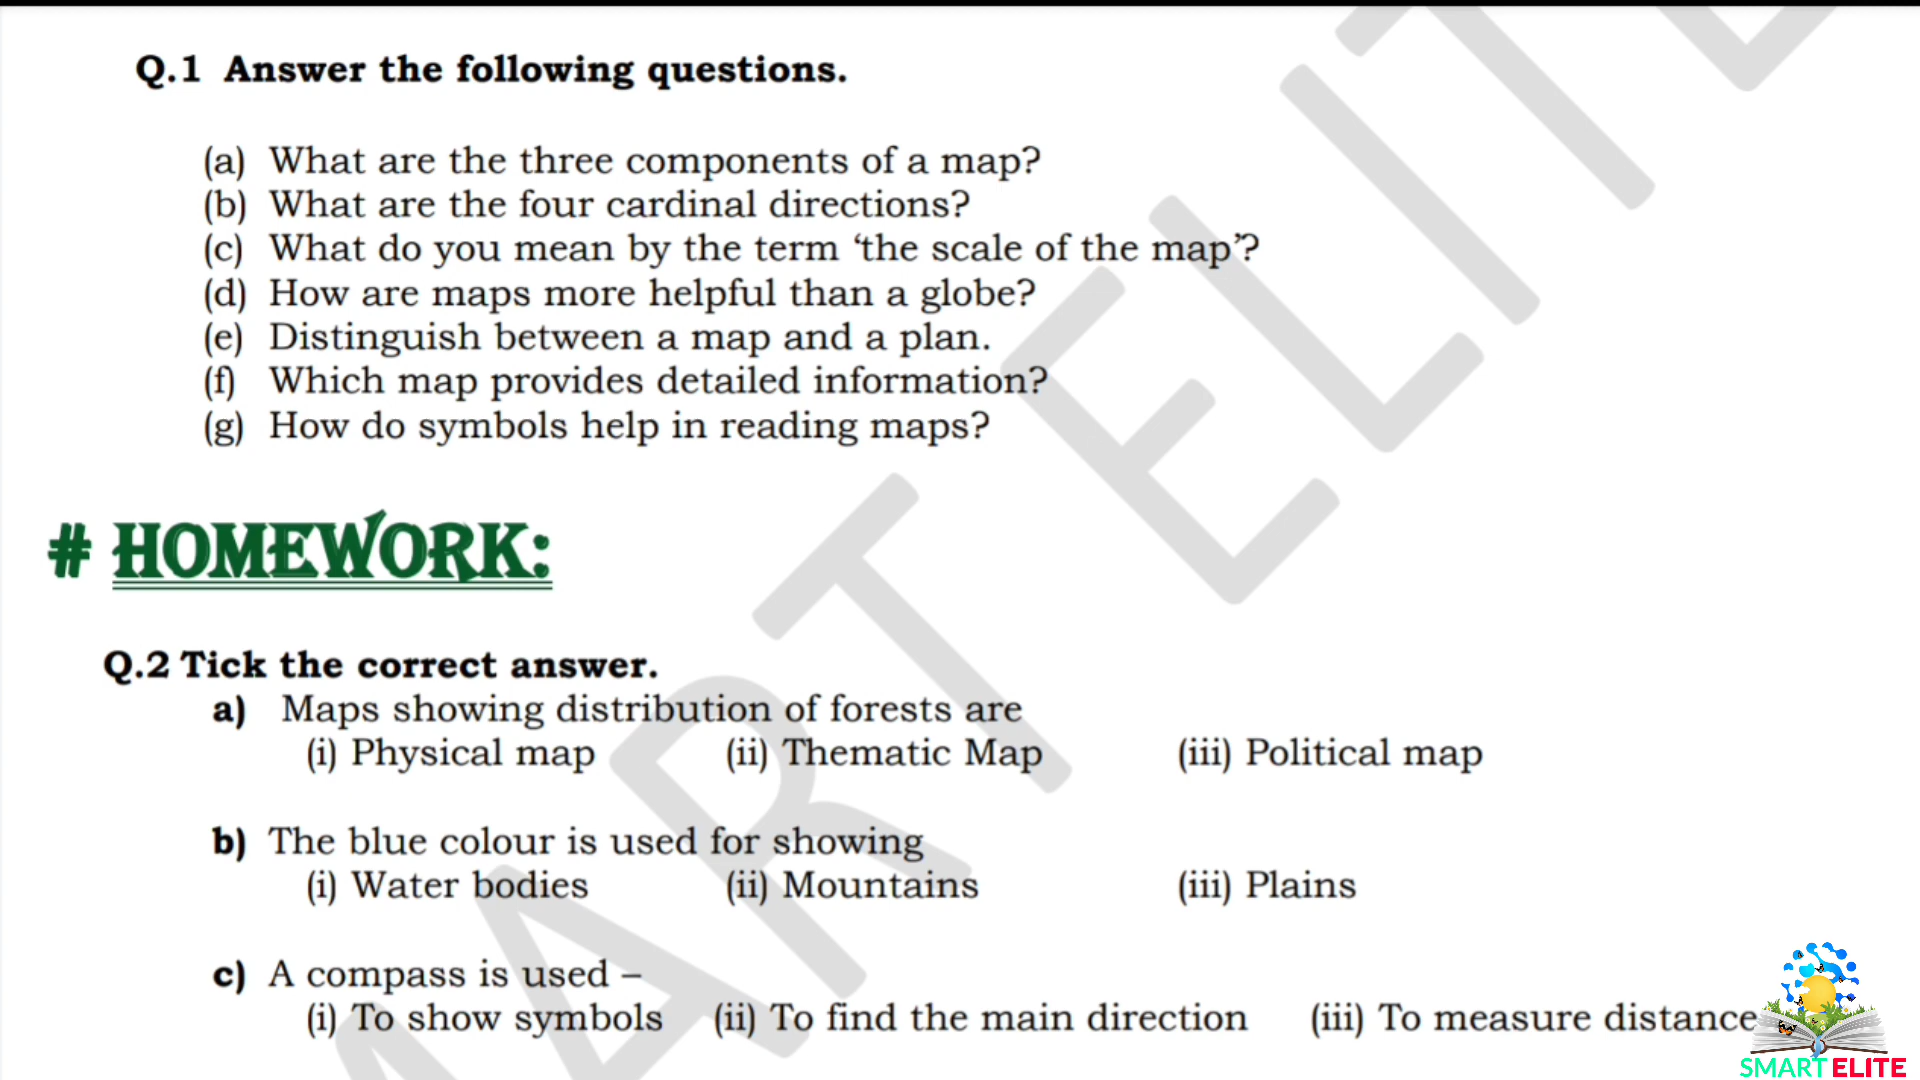 Q.1 Answer the following questions.
(a) What are the three components of a map?
(b) What are the four cardinal directions?
(c) What do you mean by the term ‘the scale of the map’?
(d) How are maps more helpful than a globe?
(e) Distinguish between a map and a plan.
(f) Which map provides detailed information?
(g) How do symbols help in reading maps?
# HOMEWORK:
Q.2 Tick the correct answer.
a) Maps showing distribution of forests are
(i) Physical map (ii) Thematic Map (iii) Political map
b) The blue colour is used for showing
(i) Water bodies (ii) Mountains (iii) Plains
c) A compass is used –
(i) To show symbols (ii) To find the main direction (iii) To measure distance
SMART ELITE